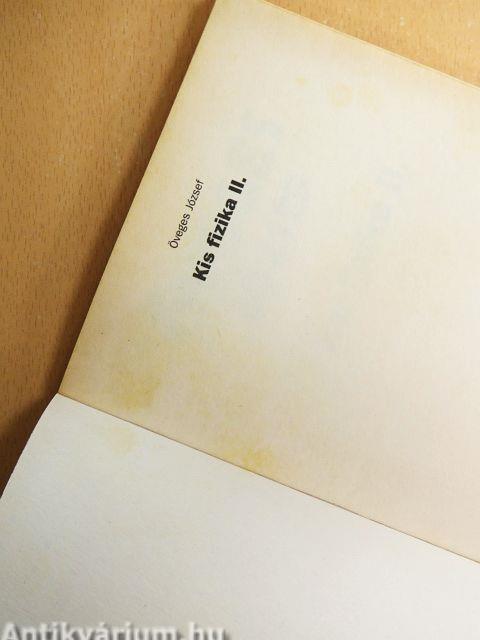 Öveges József
Kis fizika II.
Antikvárium.hu